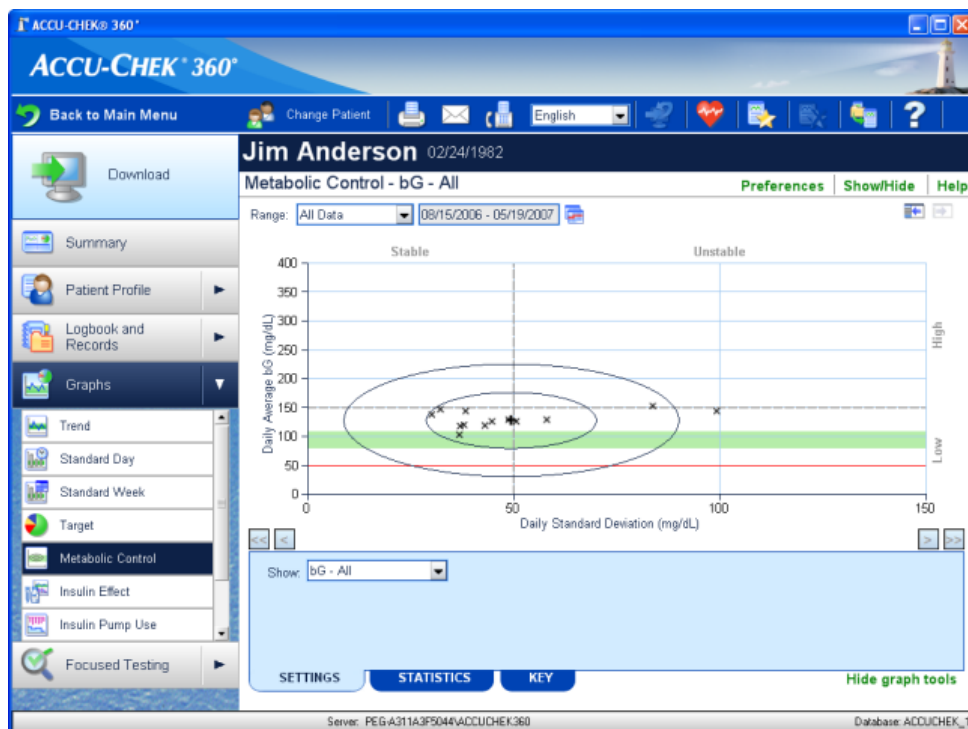 ACCU-CHEK® 360°
ACCU-CHEK® 360°
Back to Main Menu
Change Patient
English
?
Download
Jim Anderson 02/24/1982
Metabolic Control - bG - All
Preferences Show/Hide Help
Range: All Data 08/15/2006 - 05/19/2007
Summary
Patient Profile
Logbook and
Records
Graphs
Trend
Standard Day
Standard Week
Target
Metabolic Control
Insulin Effect
Insulin Pump Use
Focused Testing
Stable Unstable
400
350
300
250
200
150
100
50
0
Daily Average bG (mg/dL)
High
Low
0 50 100 150
Daily Standard Deviation (mg/dL)
<< < > >>
Show: bG - All
SETTINGS STATISTICS KEY
Hide graph tools
Server: PEG-A311A3F5044\ACCUCHEK360 Database: ACCUCHEK_1